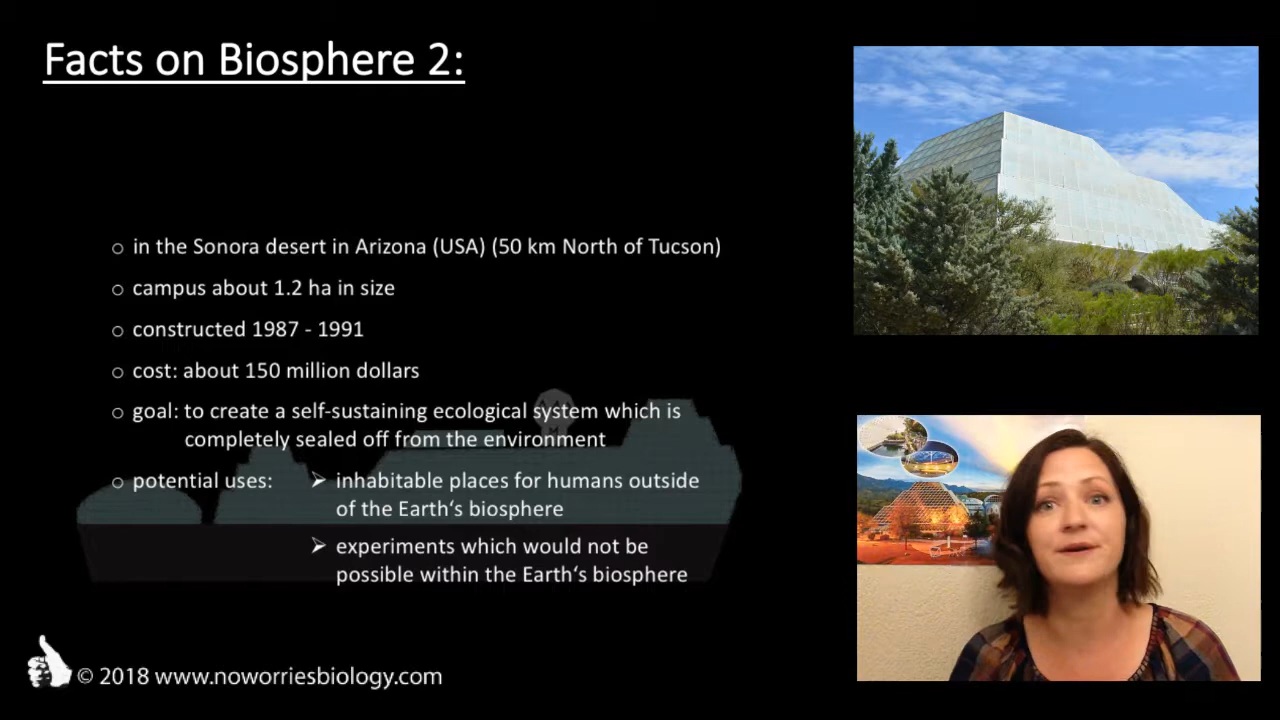 Facts on Biosphere 2:
o in the Sonora desert in Arizona (USA) (50 km North of Tucson)
o campus about 1.2 ha in size
o constructed 1987 - 1991
o cost: about 150 million dollars
o goal: to create a self-sustaining ecological system which is
completely sealed off from the environment
o potential uses: ➢ inhabitable places for humans outside
of the Earth‘s biosphere
➢ experiments which would not be
possible within the Earth‘s biosphere
© 2018 www.noworriesbiology.com